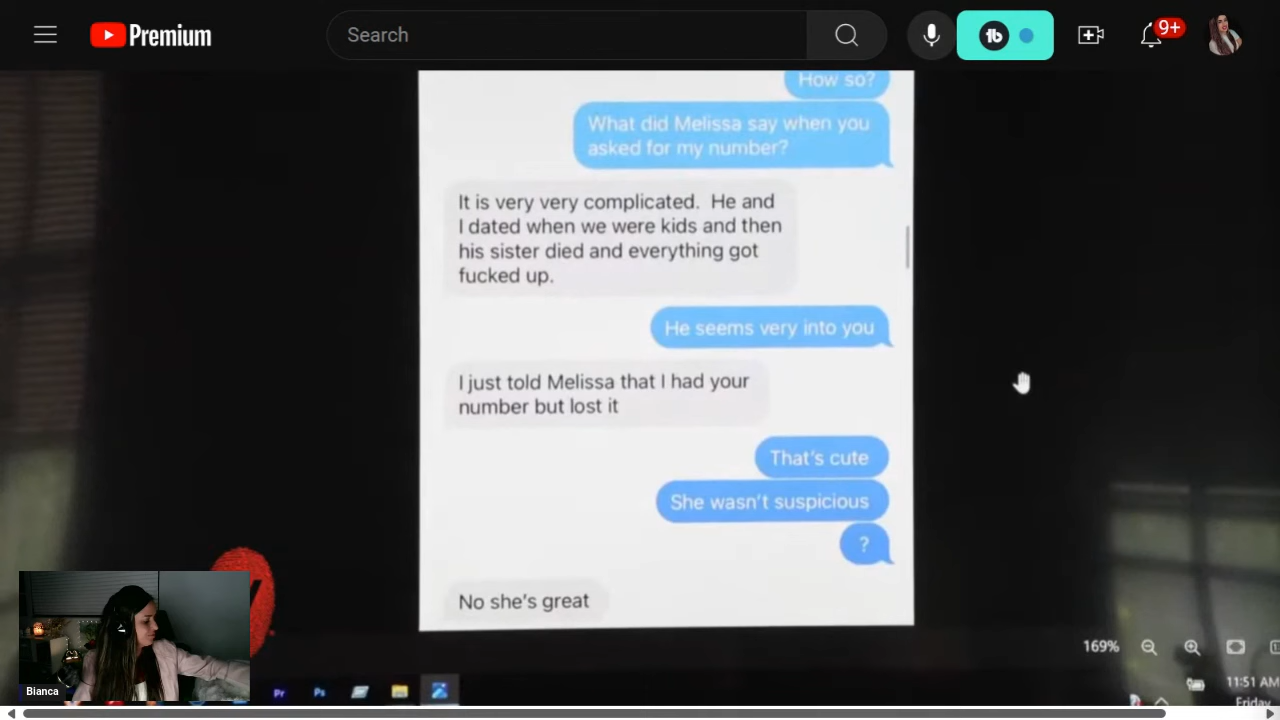 Premium
Search
9+
How so?
What did Melissa say when you
asked for my number?
It is very very complicated. He and
I dated when we were kids and then
his sister died and everything got
fucked up.
He seems very into you
I just told Melissa that I had your
number but lost it
That's cute
She wasn't suspicious
?
No she's great
169%
Bianca
Pr
Ps
11:51 AM
Friday